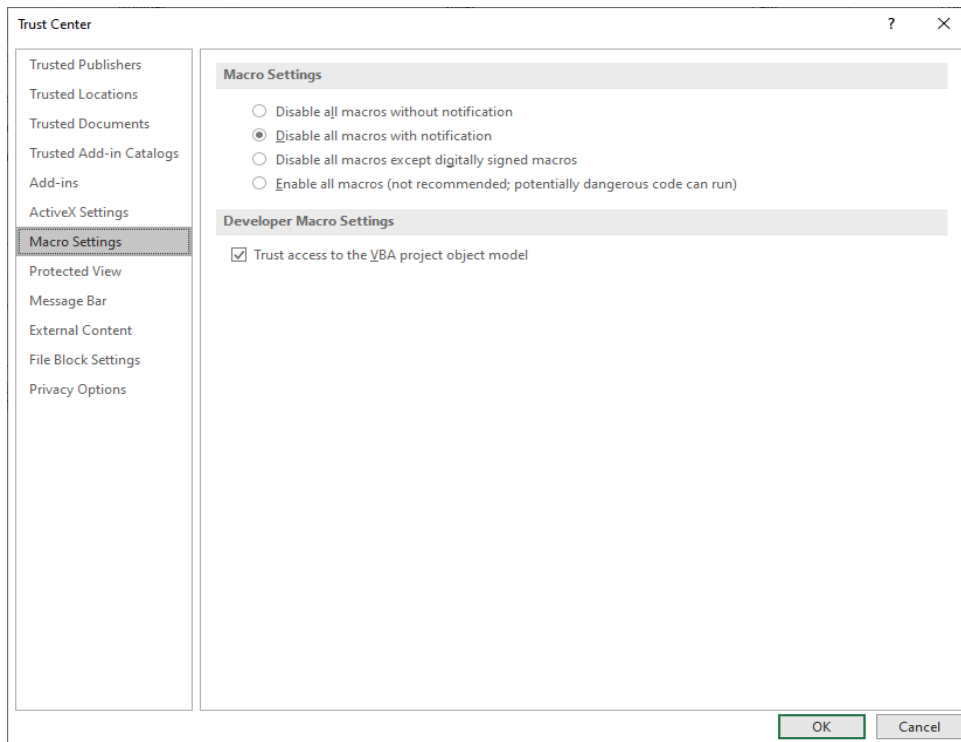 Trust Center
?
Trusted Publishers
Trusted Locations
Trusted Documents
Trusted Add-in Catalogs
Add-ins
ActiveX Settings
Macro Settings
Protected View
Message Bar
External Content
File Block Settings
Privacy Options
Macro Settings
Disable all macros without notification
Disable all macros with notification
Disable all macros except digitally signed macros
Enable all macros (not recommended; potentially dangerous code can run)
Developer Macro Settings
Trust access to the VBA project object model
OK
Cancel